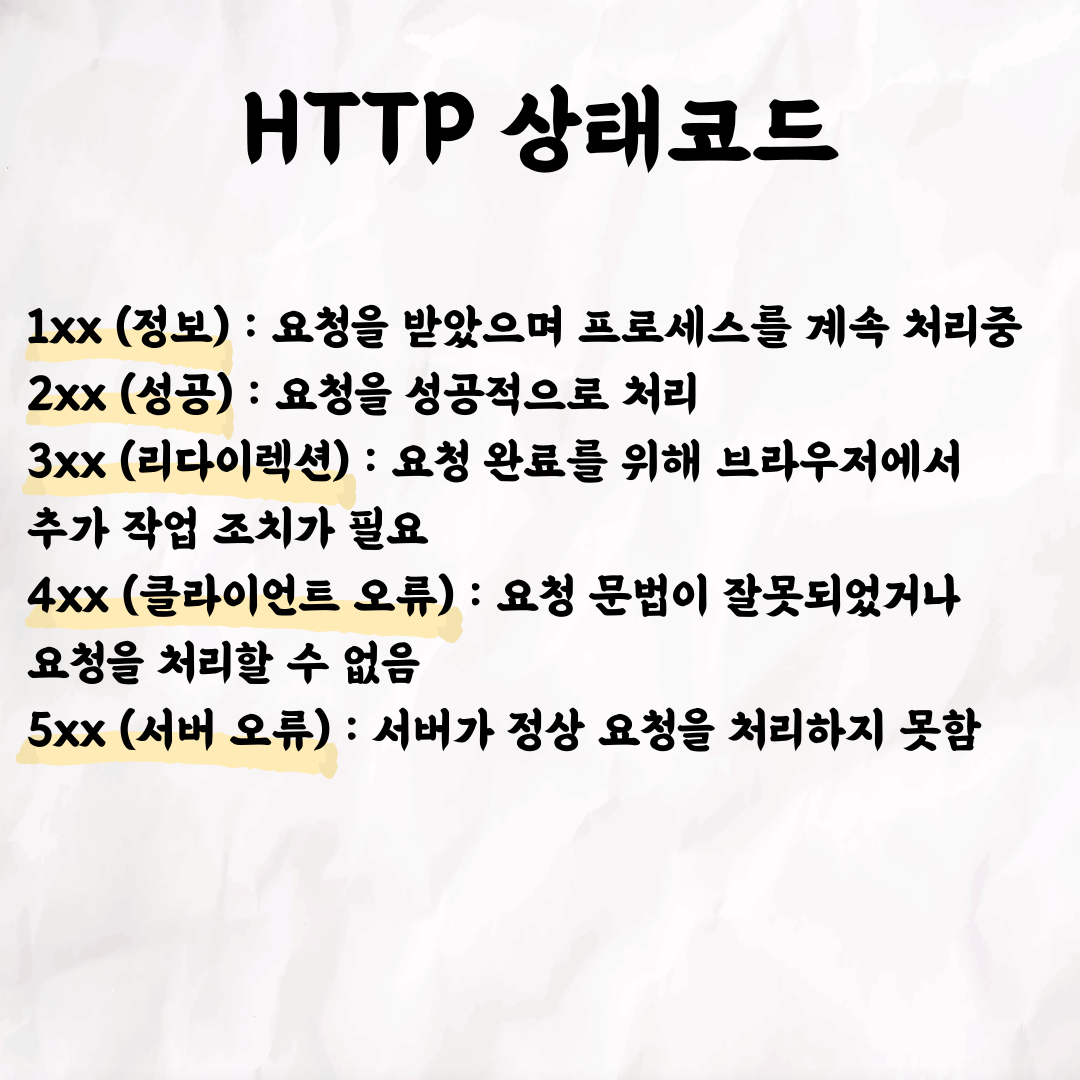 HTTP 상태코드
1xx (정보) : 요청을 받았으며 프로세스를 계속 처리중
2xx (성공) : 요청을 성공적으로 처리
3xx (리다이렉션) : 요청 완료를 위해 브라우저에서
추가 작업 조치가 필요
4xx (클라이언트 오류) : 요청 문법이 잘못되었거나
요청을 처리할 수 없음
5xx (서버 오류) : 서버가 정상 요청을 처리하지 못함